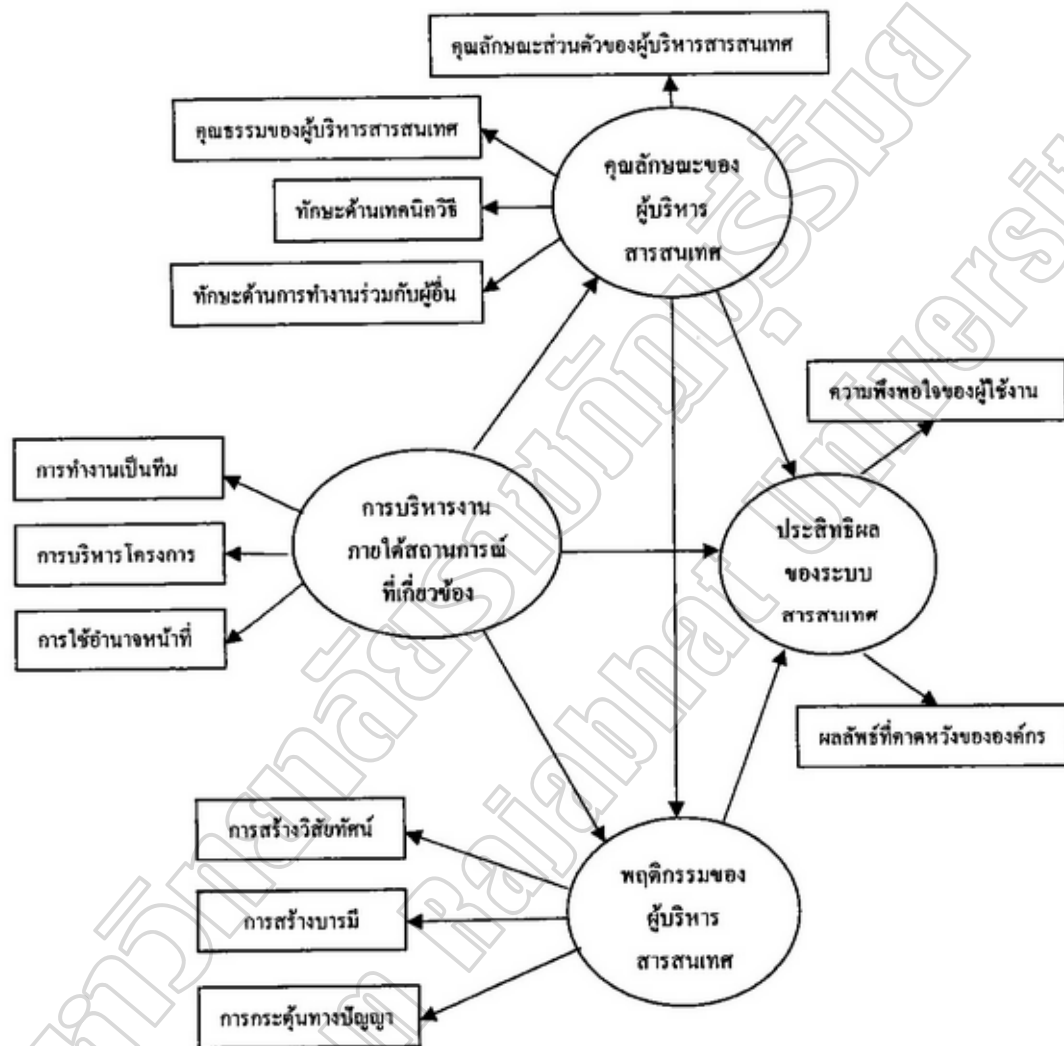 คุณลักษณะส่วนตัวของผู้บริหารสารสนเทศ
คุณธรรมของผู้บริหารสารสนเทศ
คุณลักษณะของ
ผู้บริหาร
สารสนเทศ
ทักษะด้านเทคนิควิธี
ทักษะด้านการทำงานร่วมกับผู้อื่น
ความพึงพอใจของผู้ใช้งาน
การทำงานเป็นทีม
การบริหารโครงการ
การใช้อำนาจหน้าที่
การบริหารงาน
ภายใต้สถานการณ์
ที่เกี่ยวข้อง
ประสิทธิผล
ของระบบ
สารสนเทศ
ผลลัพธ์ที่คาดหวังขององค์กร
การสร้างวิสัยทัศน์
การสร้างบารมี
การกระตุ้นทางปัญญา
พฤติกรรมของ
ผู้บริหาร
สารสนเทศ
Rajabhat Universit